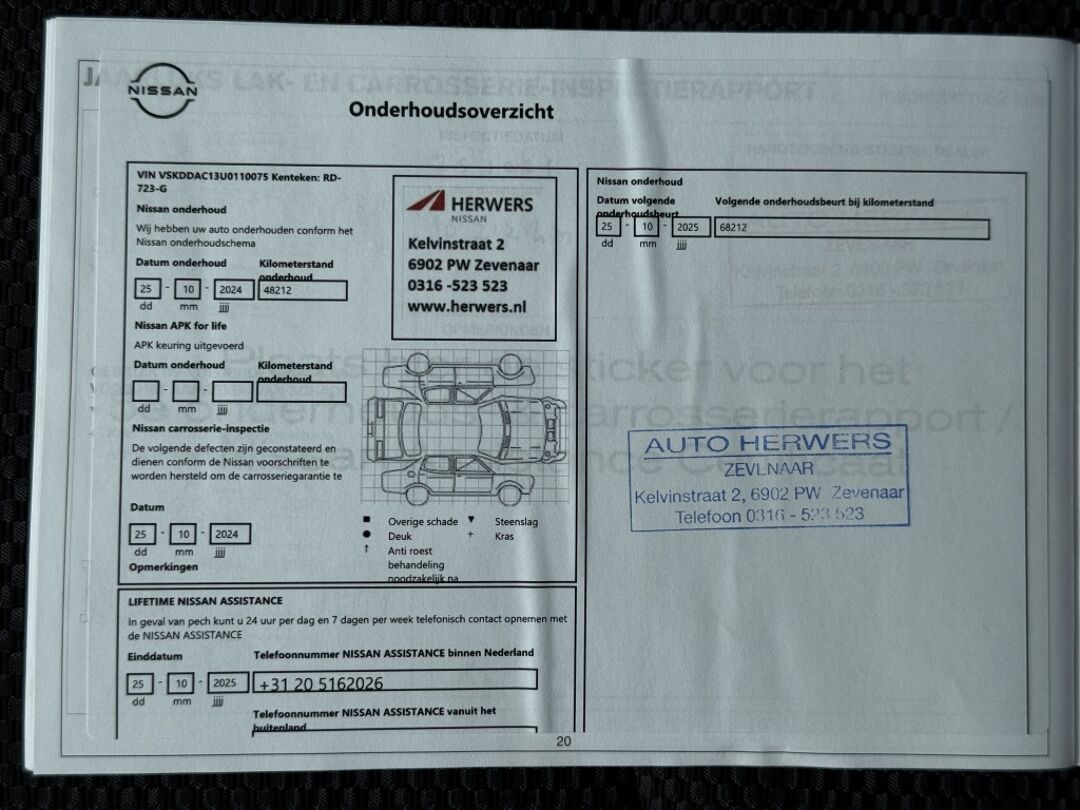 NISSAN
Onderhoudsoverzicht
VIN VSKDDAC13U0110075 Kenteken: RD-
723-G
Nissan onderhoud
Wij hebben uw auto onderhouden conform het
Nissan onderhoudschema
Datum onderhoud Kilometerstand
onderhoud
25 - 10 - 2024 48212
dd mm jjjj
Nissan APK for life
APK keuring uitgevoerd
Datum onderhoud Kilometerstand
onderhoud
- -
dd mm jjjj
Nissan carrosserie-inspectie
De volgende defecten zijn geconstateerd en
dienen conform de Nissan voorschriften te
worden hersteld om de carrosseriegarantie te
Datum
25 - 10 - 2024
dd mm jjjj
Opmerkingen
HERWERS
NISSAN
Kelvinstraat 2
6902 PW Zevenaar
0316 -523 523
www.herwers.nl
Overige schade
Steenslag
Deuk
+ Kras
Anti roest
behandeling
noodzakelijk na
LIFETIME NISSAN ASSISTANCE
In geval van pech kunt u 24 uur per dag en 7 dagen per week telefonisch contact opnemen met
de NISSAN ASSISTANCE
Einddatum Telefoonnummer NISSAN ASSISTANCE binnen Nederland
25 - 10 - 2025 +31 20 5162026
dd mm jjjj
Telefoonnummer NISSAN ASSISTANCE vanuit het
buitenland
Nissan onderhoud
Datum volgende Volgende onderhoudsbeurt bij kilometerstand
onderhoudsbeurt
25 - 10 - 2025 68212
dd mm jjjj
AUTO HERWERS
ZEVENAAR
Kelvinstraat 2, 6902 PW Zevenaar
Telefoon 0316 - 523 523
20